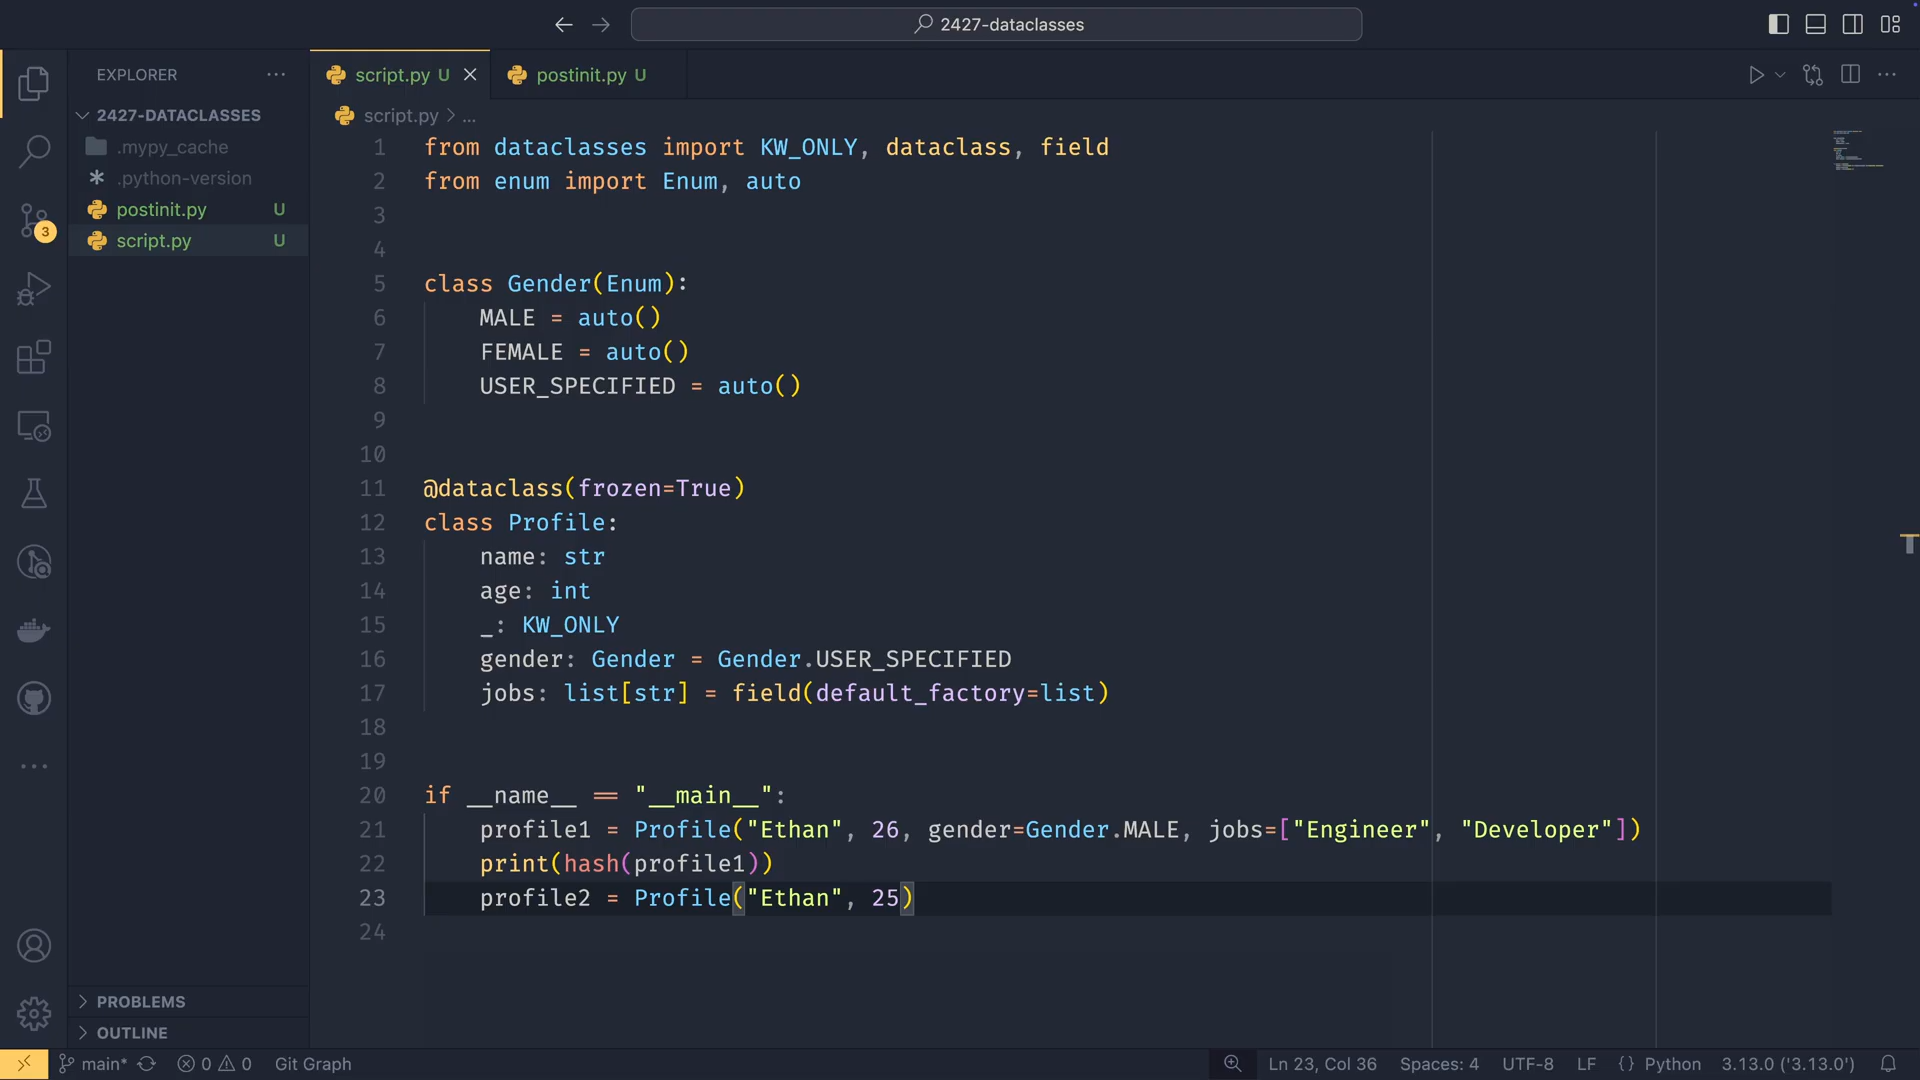 2427-dataclasses
EXPLORER
2427-DATACLASSES
.mypy_cache
.python-version
postinit.py U
script.py U
3
script.py U
postinit.py U
script.py > ...
1 from dataclasses import KW_ONLY, dataclass, field
2 from enum import Enum, auto
3
4
5 class Gender(Enum):
6 MALE = auto()
7 FEMALE = auto()
8 USER_SPECIFIED = auto()
9
10
11 @dataclass(frozen=True)
12 class Profile:
13 name: str
14 age: int
15 _: KW_ONLY
16 gender: Gender = Gender.USER_SPECIFIED
17 jobs: list[str] = field(default_factory=list)
18
19
20 if __name__ == "__main__":
21 profile1 = Profile("Ethan", 26, gender=Gender.MALE, jobs=["Engineer", "Developer"])
22 print(hash(profile1))
23 profile2 = Profile("Ethan", 25)
24
PROBLEMS
OUTLINE
main* 0 0 Git Graph Ln 23, Col 36 Spaces: 4 UTF-8 LF {} Python 3.13.0 ('3.13.0')